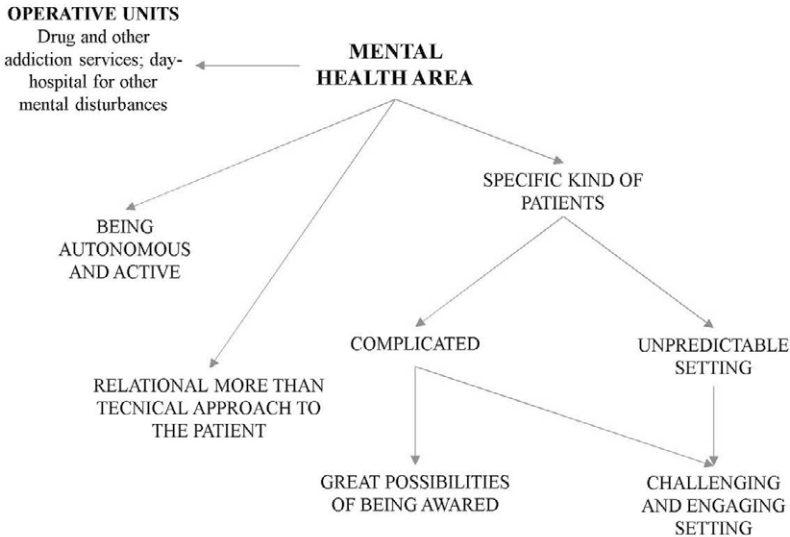 OPERATIVE UNITS
Drug and other
addiction services; day-
hospital for other
mental disturbances
MENTAL
HEALTH AREA
SPECIFIC KIND OF
PATIENTS
BEING
AUTONOMOUS
AND ACTIVE
COMPLICATED
UNPREDICTABLE
SETTING
RELATIONAL MORE THAN
TECNICAL APPROACH TO
THE PATIENT
GREAT POSSIBILITIES
OF BEING AWARED
CHALLENGING
AND ENGAGING
SETTING